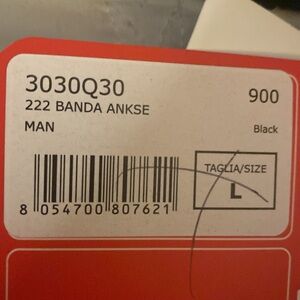 3030Q30
900
222 BANDA ANKSE
MAN
Black
TAGLIA/SIZE
L
8 054700 807621